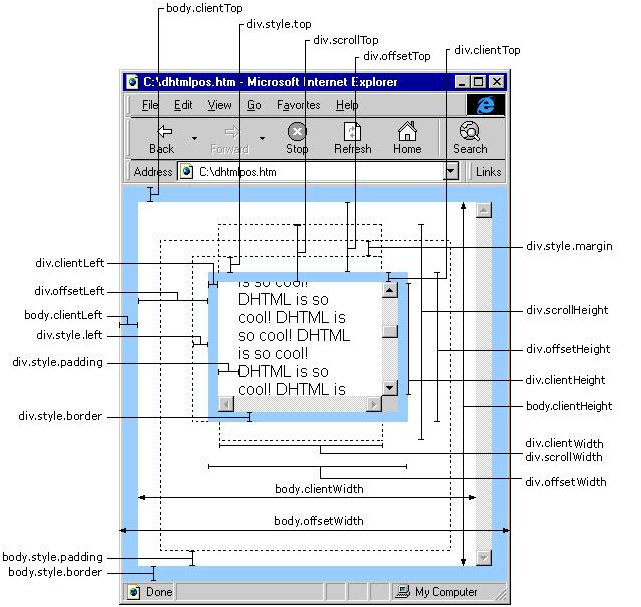 body.clientTop
div.style.top
div.scrollTop
div.offsetTop
div.clientTop
C:\dhtmlpos.htm - Microsoft Internet Explorer
File Edit View Go Favorites Help
Back Forward Stop Refresh Home Search
Address C:\dhtmlpos.htm Links
div.style.margin
div.clientLeft
div.offsetLeft
body.clientLeft
div.style.left
div.style.padding
div.style.border
is so cool!
DHTML is so
cool! DHTML is
so cool! DHTML
is so cool!
DHTML is so
cool! DHTML is
div.scrollHeight
div.offsetHeight
div.clientHeight
body.clientHeight
div.clientWidth
div.scrollWidth
div.offsetWidth
body.clientWidth
body.offsetWidth
body.style.padding
body.style.border
Done My Computer